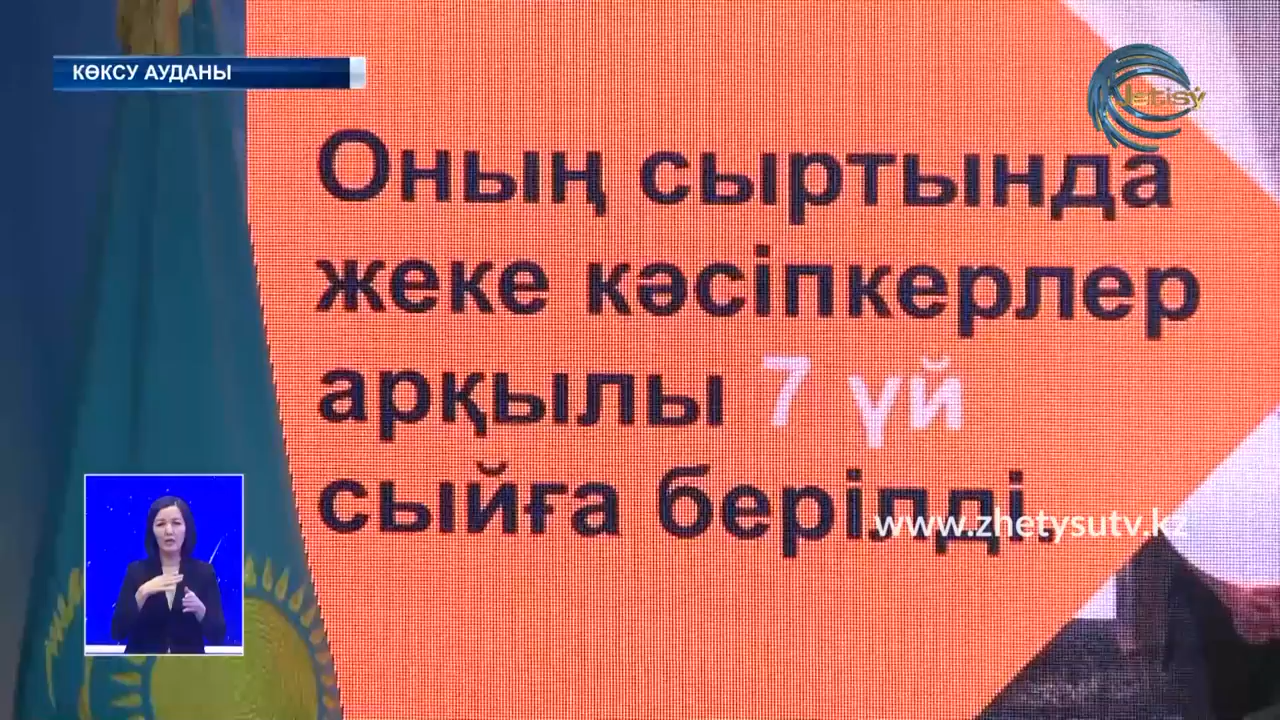 КӨКСУ АУДАНЫ
Jetisý
Оның сыртында
жеке кәсіпкерлер
арқылы 7 үй
сыйға берілді.
www.zhetysutv.kz